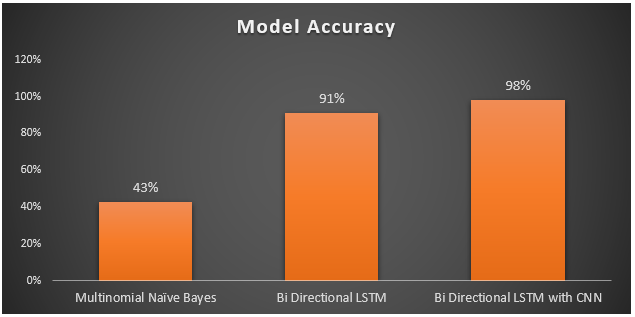 Model Accuracy
120%
100%
80%
60%
40%
20%
0%
43%
91%
98%
Multinomial Naïve Bayes
Bi Directional LSTM
Bi Directional LSTM with CNN